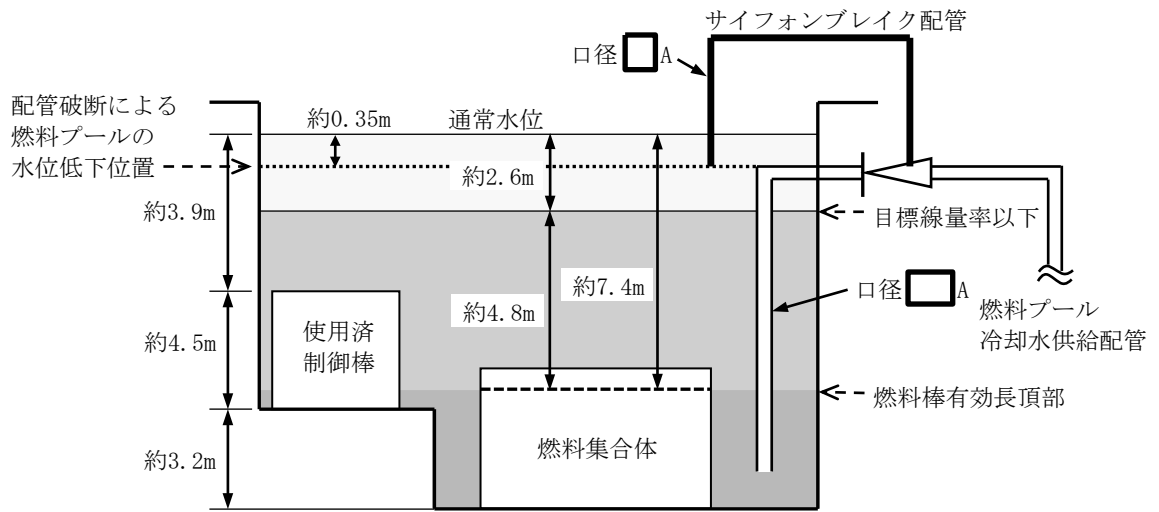 サイフォンブレイク配管
口径□A
配管破断による
燃料プールの
水位低下位置
約0.35m
通常水位
約2.6m
約3.9m
目標線量率以下
約7.4m
約4.8m
口径□A
燃料プール
冷却水供給配管
使用済
制御棒
約4.5m
燃料棒有効長頂部
燃料集合体
約3.2m